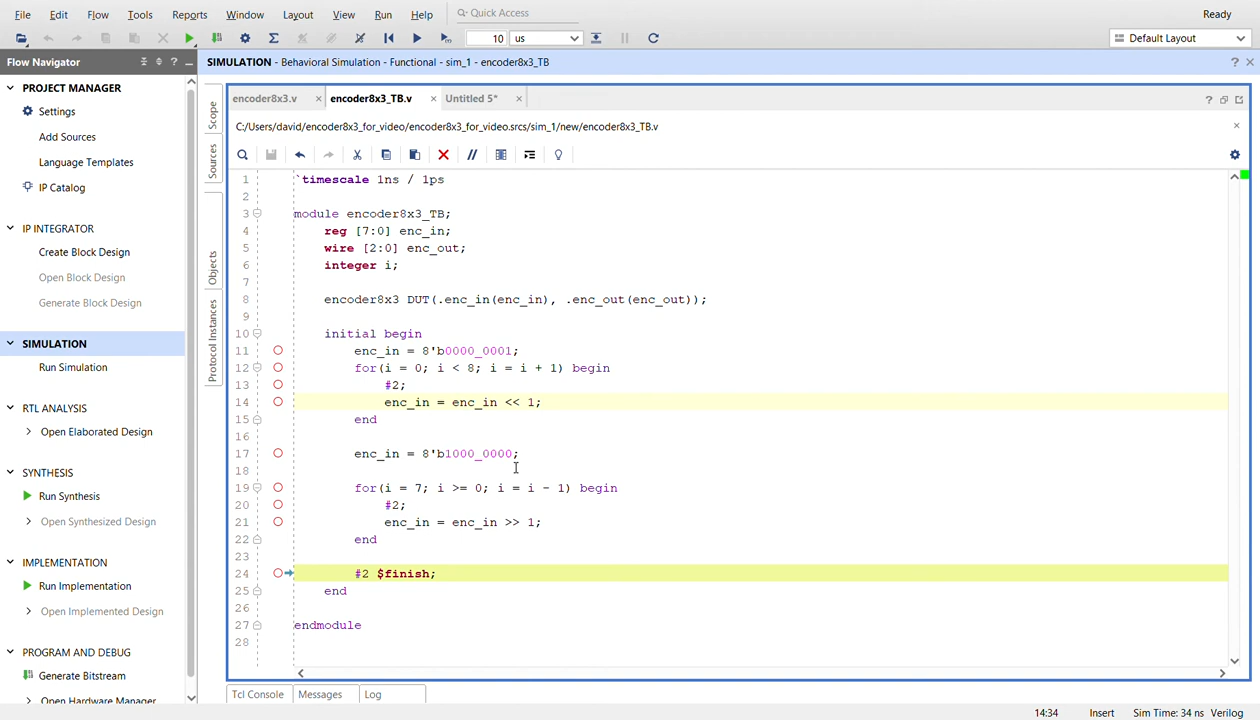 File Edit Flow Tools Reports Window Layout View Run Help Quick Access Ready
10 us Default Layout
Flow Navigator
SIMULATION - Behavioral Simulation - Functional - sim_1 - encoder8x3_TB
PROJECT MANAGER
Settings
Add Sources
Language Templates
IP Catalog
IP INTEGRATOR
Create Block Design
Open Block Design
Generate Block Design
SIMULATION
Run Simulation
RTL ANALYSIS
Open Elaborated Design
SYNTHESIS
Run Synthesis
Open Synthesized Design
IMPLEMENTATION
Run Implementation
Open Implemented Design
PROGRAM AND DEBUG
Generate Bitstream
Open Hardware Manager
Scope
Sources
Objects
Protocol Instances
encoder8x3.v encoder8x3_TB.v Untitled 5*
C:/Users/david/encoder8x3_for_video/encoder8x3_for_video.srcs/sim_1/new/encoder8x3_TB.v
1 `timescale 1ns / 1ps
2
3 module encoder8x3_TB;
4 reg [7:0] enc_in;
5 wire [2:0] enc_out;
6 integer i;
7
8 encoder8x3 DUT(.enc_in(enc_in), .enc_out(enc_out));
9
10 initial begin
11 enc_in = 8'b0000_0001;
12 for(i = 0; i < 8; i = i + 1) begin
13 #2;
14 enc_in = enc_in << 1;
15 end
16
17 enc_in = 8'b1000_0000;
18
19 for(i = 7; i >= 0; i = i - 1) begin
20 #2;
21 enc_in = enc_in >> 1;
22 end
23
24 #2 $finish;
25 end
26
27 endmodule
28
Tcl Console Messages Log
14:34 Insert Sim Time: 34 ns Verilog